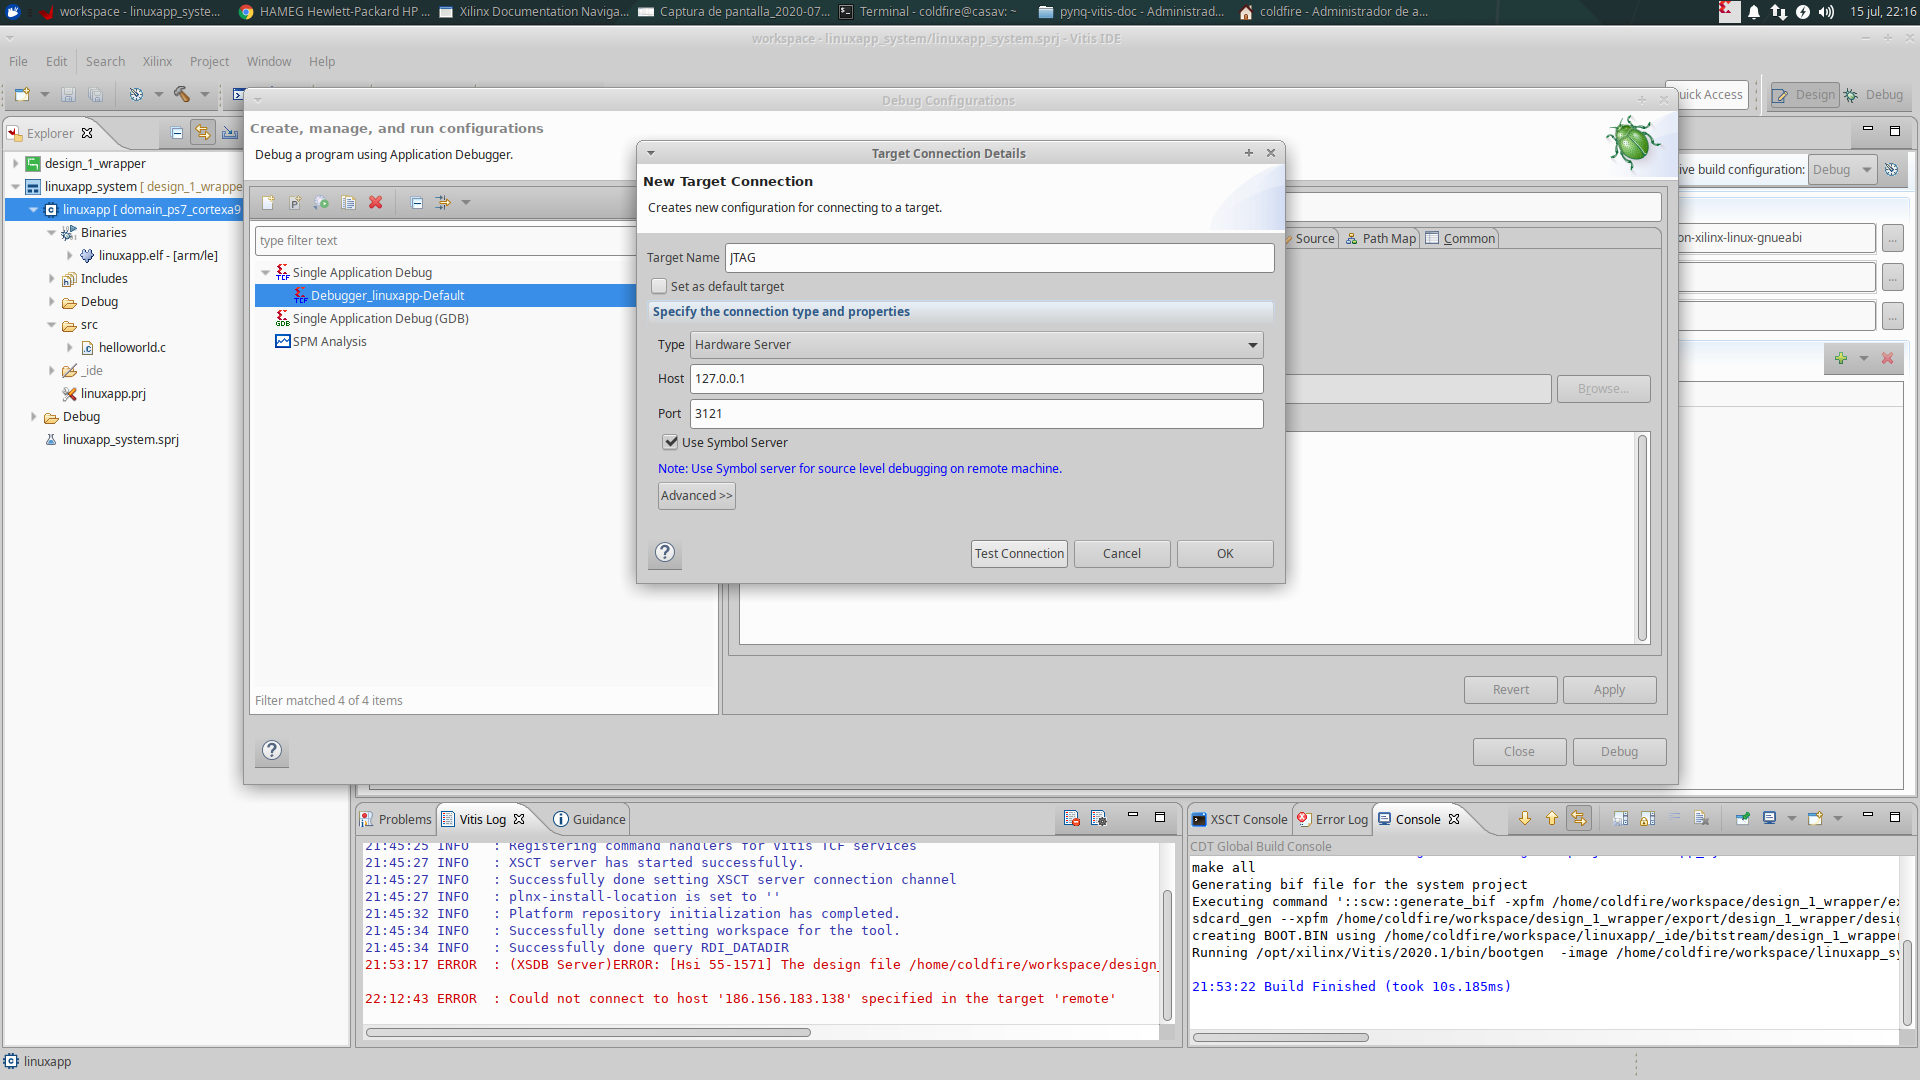 workspace - linuxapp_syste...
HAMEG Hewlett-Packard HP ...
Xilinx Documentation Naviga...
Captura de pantalla_2020-07...
Terminal - coldfire@casav: ~
pynq-vitis-doc - Administrad...
coldfire - Administrador de a...
15 jul, 22:16
workspace - linuxapp_system/linuxapp_system.sprj - Vitis IDE
File Edit Search Xilinx Project Window Help
uick Access
Design
Debug
Explorer
design_1_wrapper
linuxapp_system [ design_1_wrappe
linuxapp [ domain_ps7_cortexa9
Binaries
linuxapp.elf - [arm/le]
Includes
Debug
src
helloworld.c
_ide
linuxapp.prj
Debug
linuxapp_system.sprj
Debug Configurations
Create, manage, and run configurations
Debug a program using Application Debugger.
type filter text
Single Application Debug
Debugger_linuxapp-Default
Single Application Debug (GDB)
SPM Analysis
Filter matched 4 of 4 items
Source
Path Map
Common
Browse...
Revert
Apply
Close
Debug
Target Connection Details
New Target Connection
Creates new configuration for connecting to a target.
Target Name JTAG
Set as default target
Specify the connection type and properties
Type Hardware Server
Host 127.0.0.1
Port 3121
Use Symbol Server
Note: Use Symbol server for source level debugging on remote machine.
Advanced >>
Test Connection
Cancel
OK
ive build configuration: Debug
on-xilinx-linux-gnueabi
...
...
...
Problems
Vitis Log
Guidance
21:45:25 INFO : Registering command handlers for Vitis TCF services
21:45:27 INFO : XSCT server has started successfully.
21:45:27 INFO : Successfully done setting XSCT server connection channel
21:45:27 INFO : plnx-install-location is set to ''
21:45:32 INFO : Platform repository initialization has completed.
21:45:34 INFO : Successfully done setting workspace for the tool.
21:45:34 INFO : Successfully done query RDI_DATADIR
21:53:17 ERROR : (XSDB Server)ERROR: [Hsi 55-1571] The design file /home/coldfire/workspace/design_
22:12:43 ERROR : Could not connect to host '186.156.183.138' specified in the target 'remote'
XSCT Console
Error Log
Console
CDT Global Build Console
make all
Generating bif file for the system project
Executing command '::scw::generate_bif -xpfm /home/coldfire/workspace/design_1_wrapper/ex
sdcard_gen --xpfm /home/coldfire/workspace/design_1_wrapper/export/design_1_wrapper/desig
creating BOOT.BIN using /home/coldfire/workspace/linuxapp/_ide/bitstream/design_1_wrapper
Running /opt/xilinx/Vitis/2020.1/bin/bootgen -image /home/coldfire/workspace/linuxapp_sy
21:53:22 Build Finished (took 10s.185ms)
linuxapp